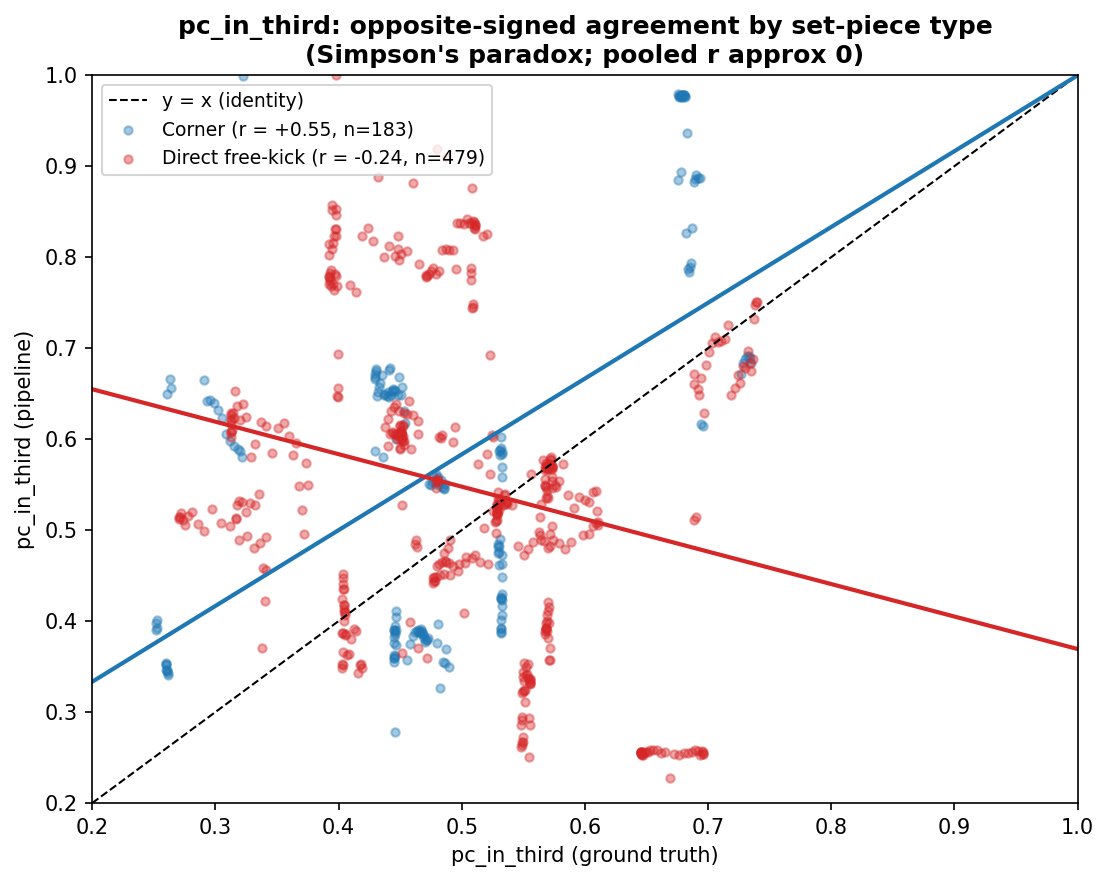 pc_in_third: opposite-signed agreement by set-piece type
(Simpson's paradox; pooled r approx 0)
y = x (identity)
Corner (r = +0.55, n=183)
Direct free-kick (r = -0.24, n=479)
pc_in_third (pipeline)
1.0
0.9
0.8
0.7
0.6
0.5
0.4
0.3
0.2
0.2
0.3
0.4
0.5
0.6
0.7
0.8
0.9
1.0
pc_in_third (ground truth)